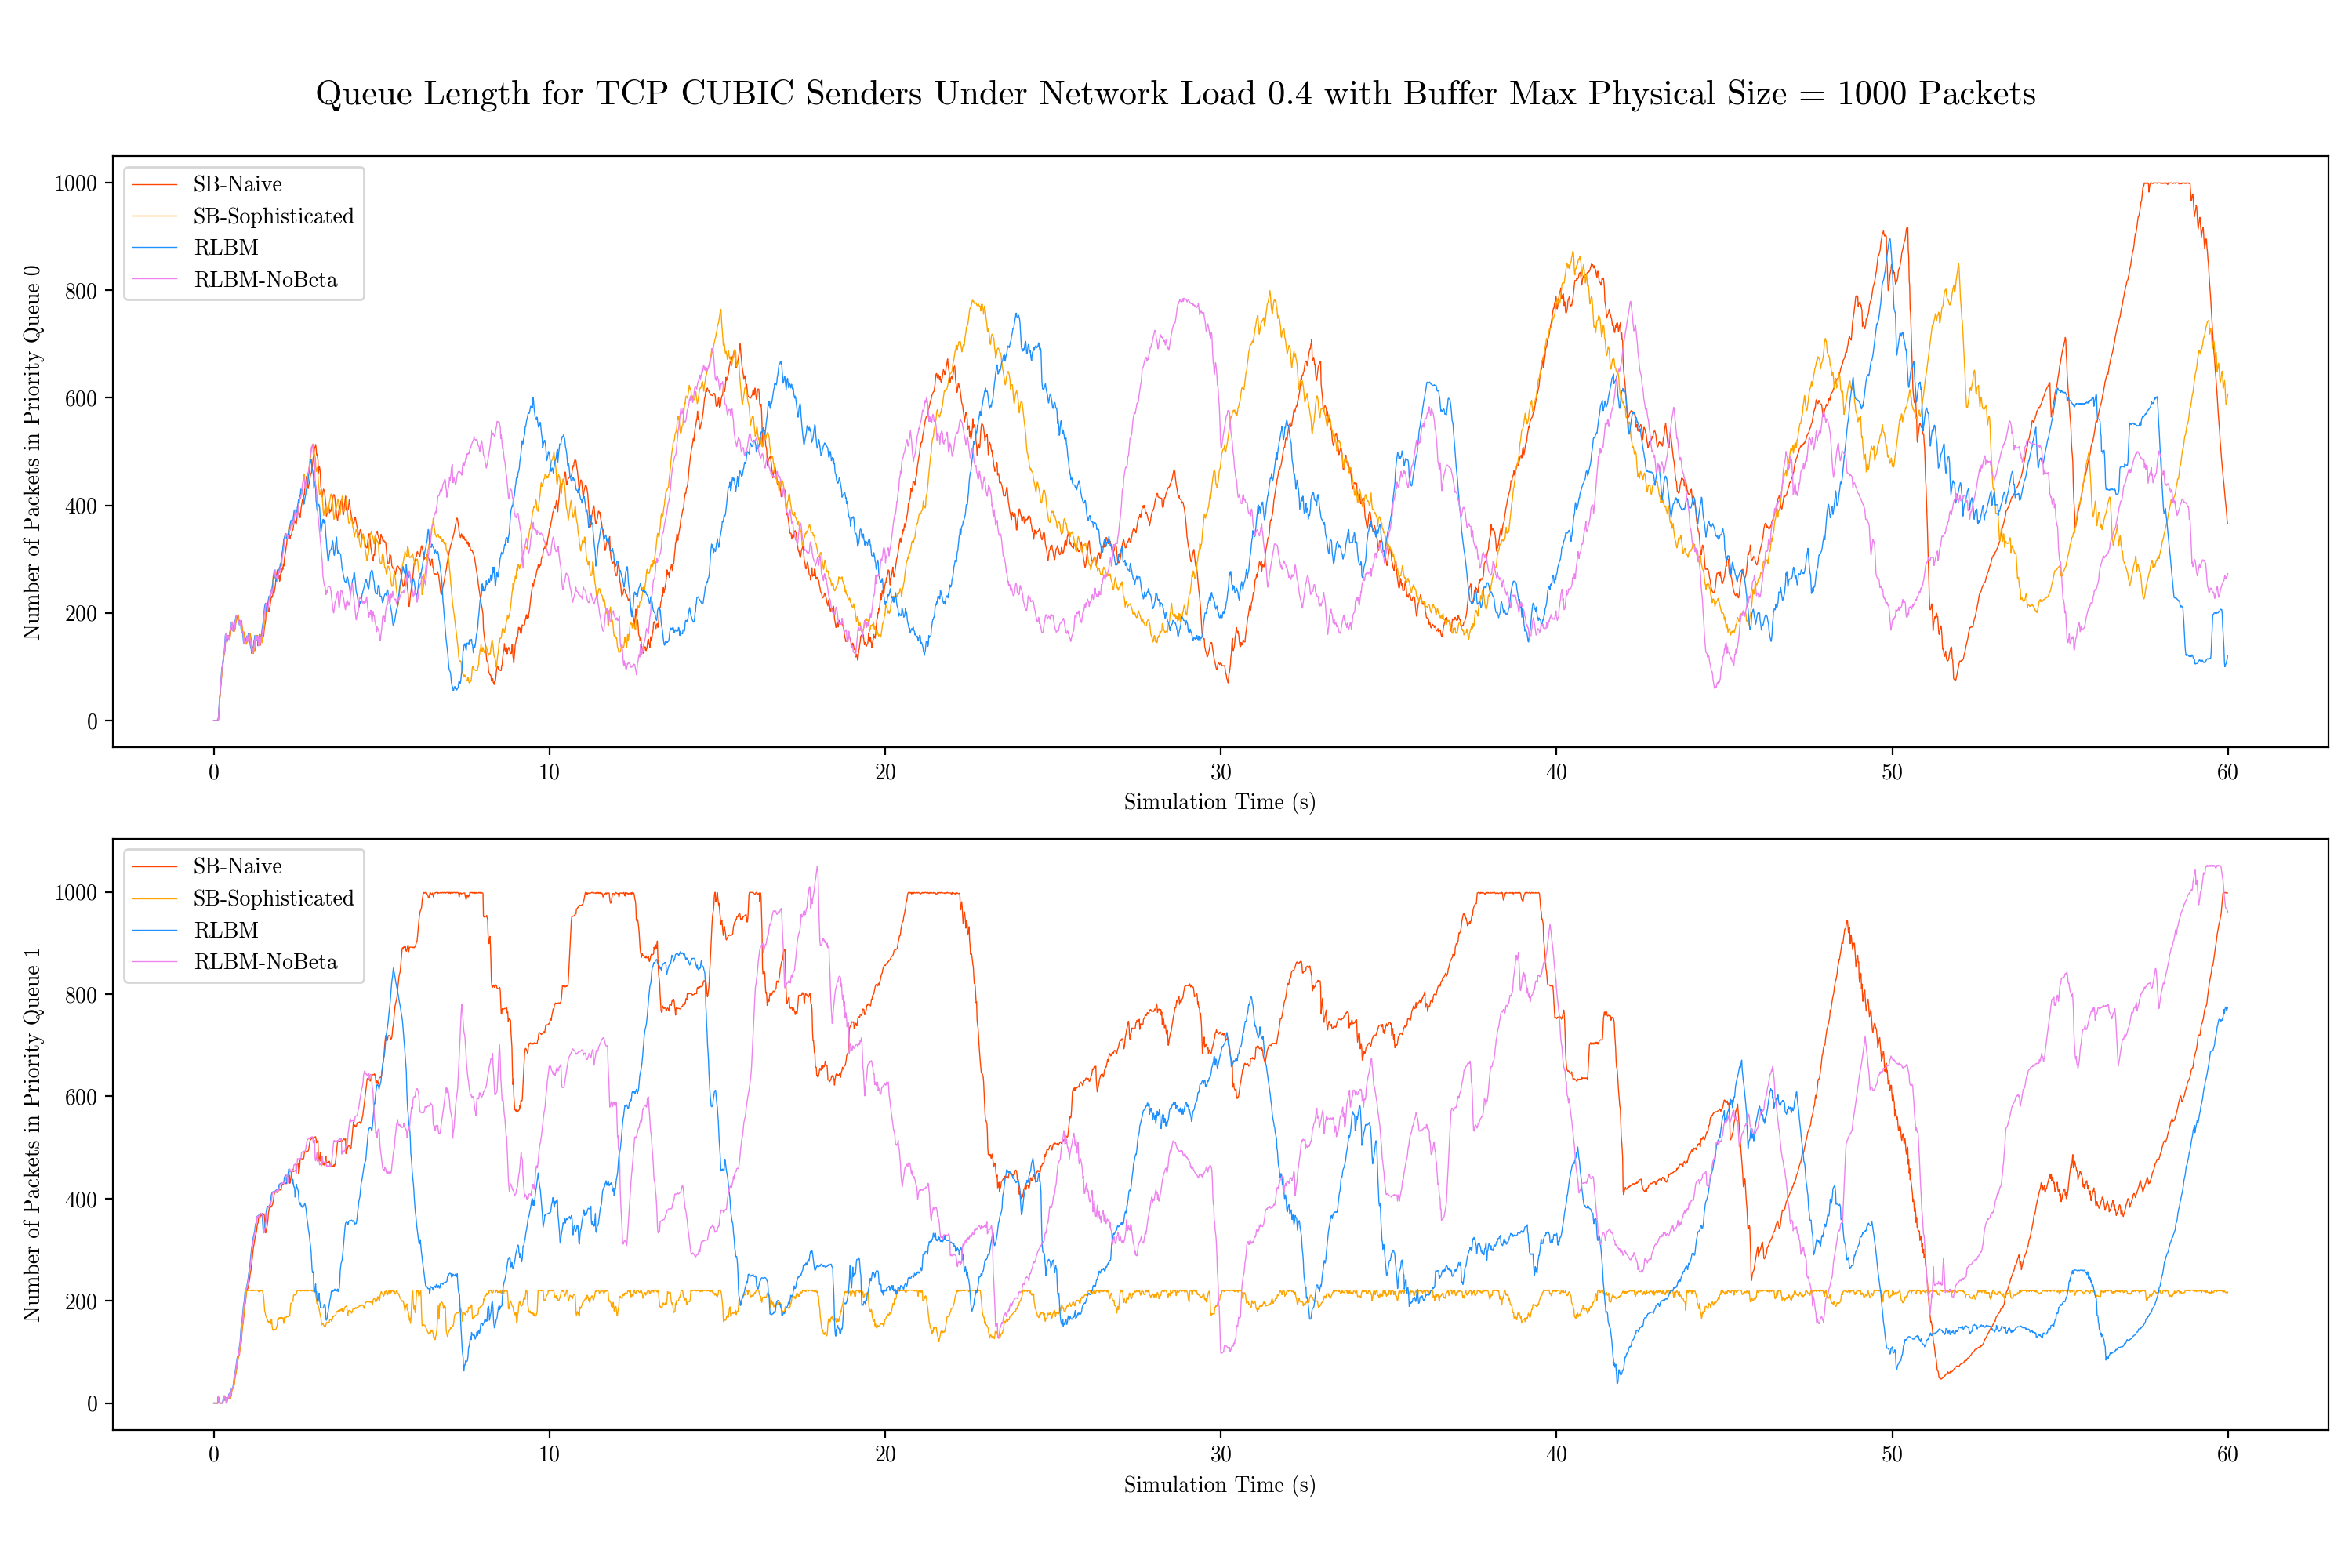 Queue Length for TCP CUBIC Senders Under Network Load 0.4 with Buffer Max Physical Size = 1000 Packets
SB-Naive
SB-Sophisticated
RLBM
RLBM-NoBeta
Number of Packets in Priority Queue 0
1000
800
600
400
200
0
0 10 20 30 40 50 60
Simulation Time (s)
SB-Naive
SB-Sophisticated
RLBM
RLBM-NoBeta
Number of Packets in Priority Queue 1
1000
800
600
400
200
0
0 10 20 30 40 50 60
Simulation Time (s)